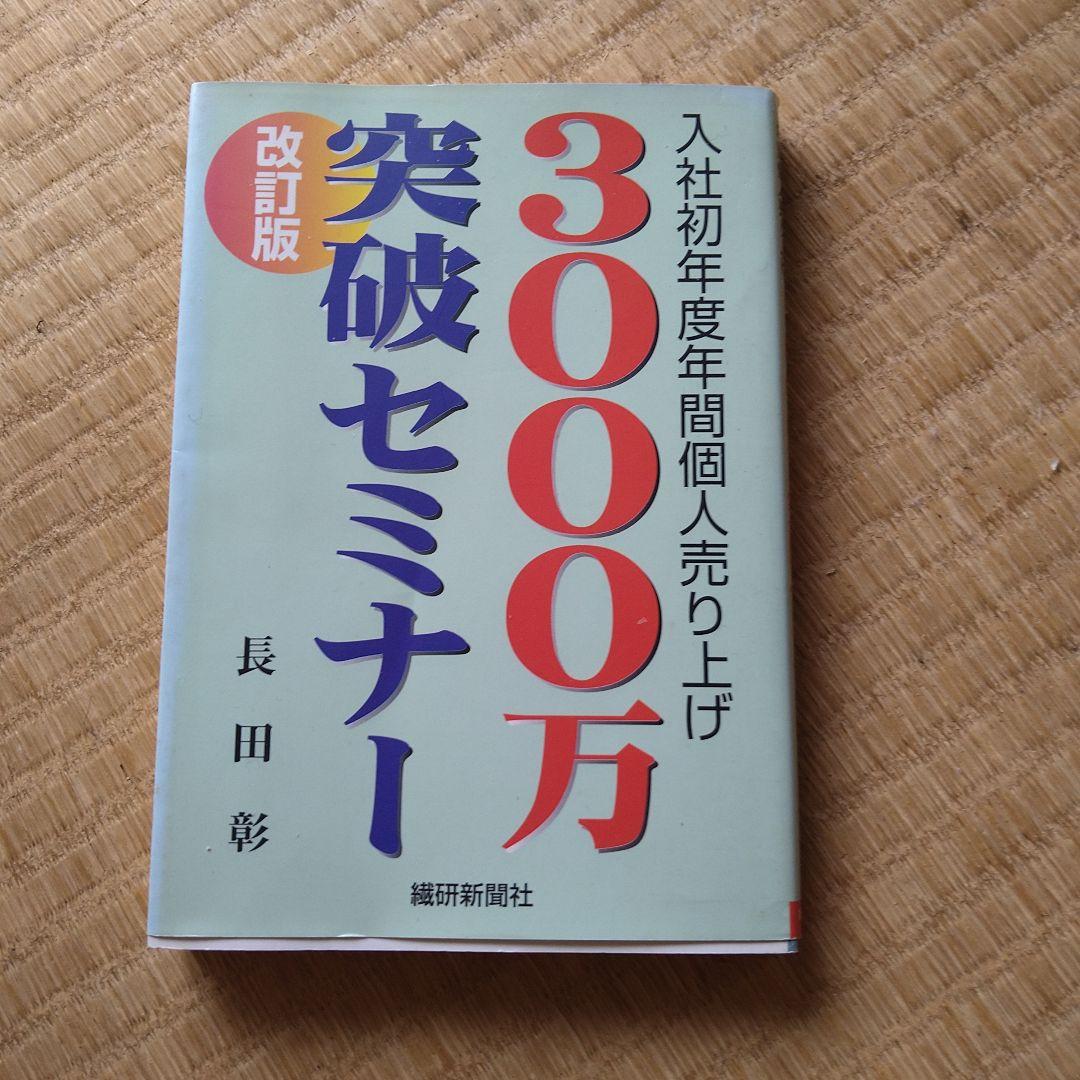 入社初年度年間個人売り上げ
3000万
突破セミナー
改訂版
長田彰
繊研新聞社